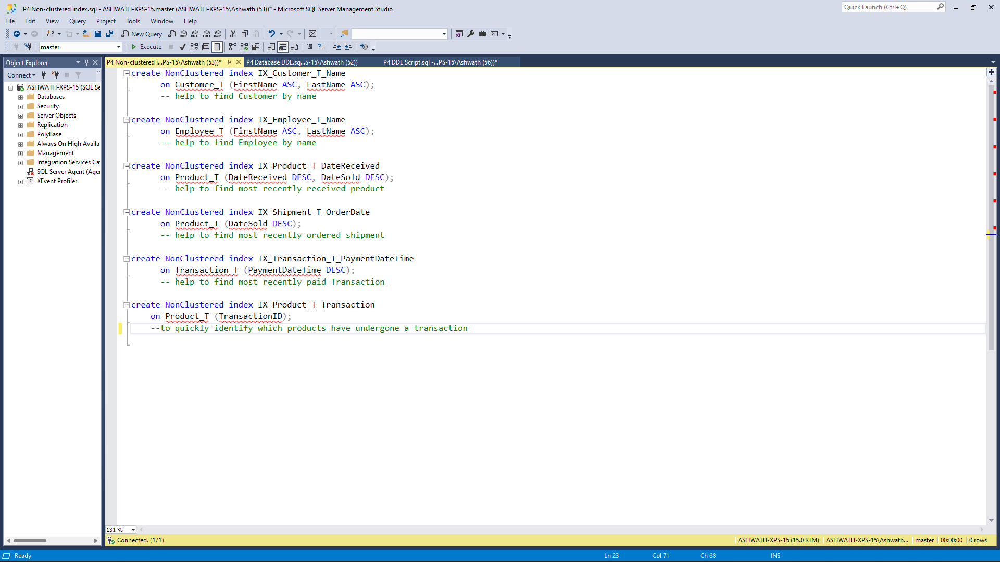 P4 Non-clustered index.sql - ASHWATH-XPS-15.master (ASHWATH-XPS-15\Ashwath (53))* - Microsoft SQL Server Management Studio
Quick Launch (Ctrl+Q)
File Edit View Query Project Tools Window Help
New Query MDX DMX XMLA DAX
master Execute
Object Explorer
P4 Non-clustered i...PS-15\Ashwath (53))* P4 Database DDL.sq...S-15\Ashwath (52)) P4 DDL Script.sql -...PS-15\Ashwath (56))*
Connect
ASHWATH-XPS-15 (SQL Se
Databases
Security
Server Objects
Replication
PolyBase
Always On High Availa
Management
Integration Services Ca
SQL Server Agent (Agen
XEvent Profiler
create NonClustered index IX_Customer_T_Name
on Customer_T (FirstName ASC, LastName ASC);
-- help to find Customer by name
create NonClustered index IX_Employee_T_Name
on Employee_T (FirstName ASC, LastName ASC);
-- help to find Employee by name
create NonClustered index IX_Product_T_DateReceived
on Product_T (DateReceived DESC, DateSold DESC);
-- help to find most recently received product
create NonClustered index IX_Shipment_T_OrderDate
on Product_T (DateSold DESC);
-- help to find most recently ordered shipment
create NonClustered index IX_Transaction_T_PaymentDateTime
on Transaction_T (PaymentDateTime DESC);
-- help to find most recently paid Transaction_
create NonClustered index IX_Product_T_Transaction
on Product_T (TransactionID);
--to quickly identify which products have undergone a transaction
131 %
Connected. (1/1) ASHWATH-XPS-15 (15.0 RTM) ASHWATH-XPS-15\Ashwath... master 00:00:00 0 rows
Ready Ln 23 Col 71 Ch 68 INS